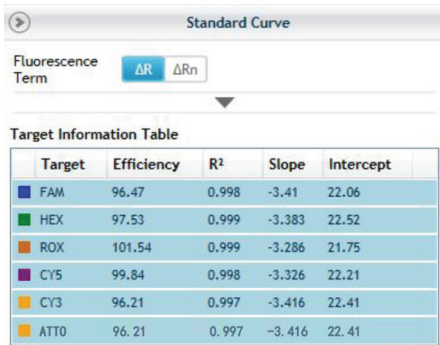 Standard Curve
Fluorescence
Term
ΔR ΔRn
Target Information Table
Target Efficiency R² Slope Intercept
FAM 96.47 0.998 -3.41 22.06
HEX 97.53 0.999 -3.383 22.52
ROX 101.54 0.999 -3.286 21.75
CY5 99.84 0.998 -3.326 22.21
CY3 96.21 0.997 -3.416 22.41
ATTO 96.21 0.997 -3.416 22.41